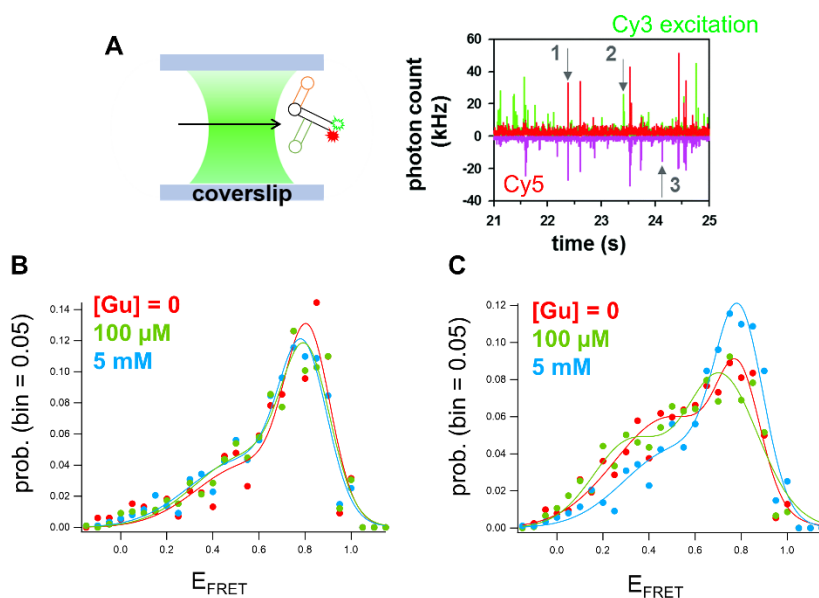 A
coverslip
Cy3 excitation
photon count
(kHz)
60
40
20
0
20
40
1
2
3
Cy5
21
22
23
24
25
time (s)
B
[Gu] = 0
100 µM
5 mM
prob. (bin = 0.05)
0.14
0.12
0.10
0.08
0.06
0.04
0.02
0.00
0.0
0.2
0.4
0.6
0.8
1.0
EFRET
C
[Gu] = 0
100 µM
5 mM
prob. (bin = 0.05)
0.12
0.10
0.08
0.06
0.04
0.02
0.00
0.0
0.2
0.4
0.6
0.8
1.0
EFRET